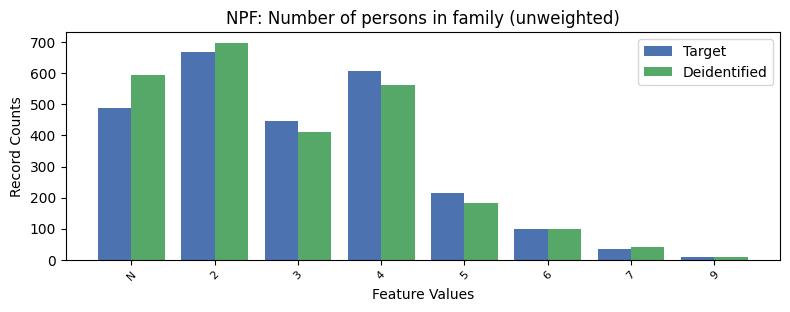 NPF: Number of persons in family (unweighted)
Target
Deidentified
Record Counts
700
600
500
400
300
200
100
0
N 2 3 4 5 6 7 9
Feature Values